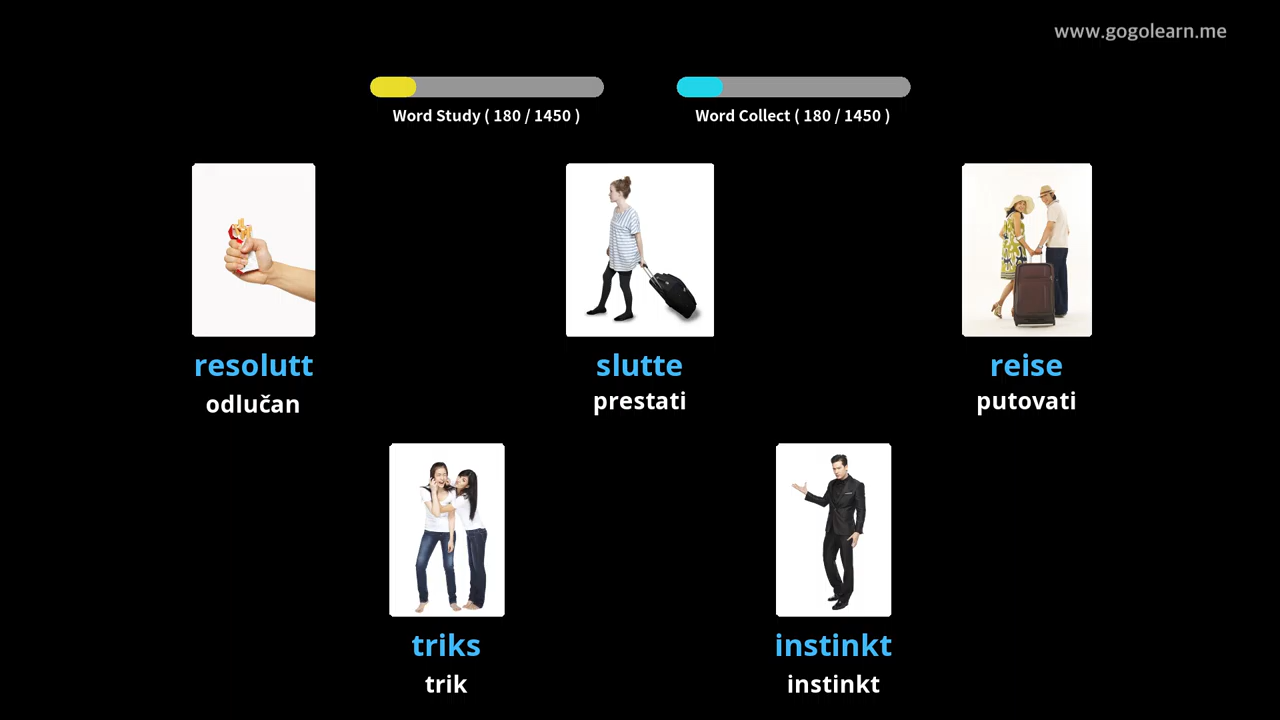 www.gogolearn.me
Word Study ( 180 / 1450 )
Word Collect ( 180 / 1450 )
resolutt
odlučan
slutte
prestati
reise
putovati
triks
trik
instinkt
instinkt